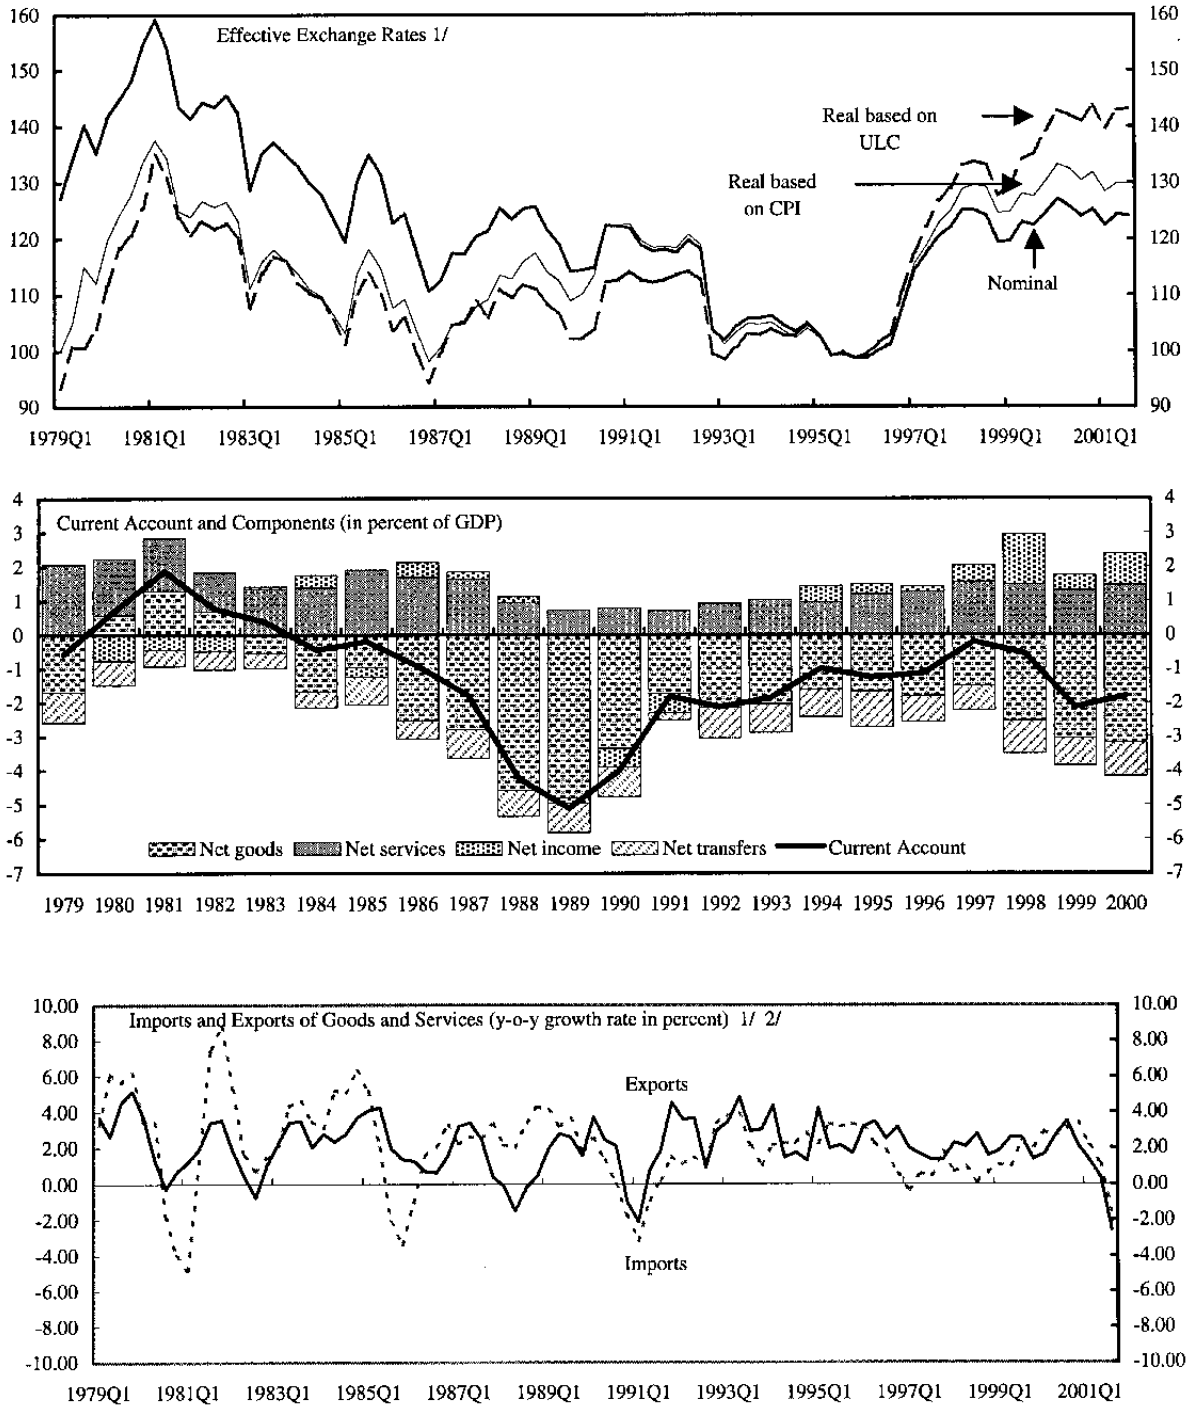 160 160
Effective Exchange Rates 1/
150 150
140 140
Real based on
ULC
130 130
Real based
on CPI
120 120
Nominal
110 110
100 100
90 90
1979Q1 1981Q1 1983Q1 1985Q1 1987Q1 1989Q1 1991Q1 1993Q1 1995Q1 1997Q1 1999Q1 2001Q1
4 4
Current Account and Components (in percent of GDP)
3 3
2 2
1 1
0 0
-1 -1
-2 -2
-3 -3
-4 -4
-5 -5
-6 -6
Net goods Net services Net income Net transfers Current Account
-7 -7
1979 1980 1981 1982 1983 1984 1985 1986 1987 1988 1989 1990 1991 1992 1993 1994 1995 1996 1997 1998 1999 2000
10.00 10.00
Imports and Exports of Goods and Services (y-o-y growth rate in percent) 1/ 2/
8.00 8.00
6.00 6.00
Exports
4.00 4.00
2.00 2.00
0.00 0.00
-2.00 -2.00
-4.00 -4.00
Imports
-6.00 -6.00
-8.00 -8.00
-10.00 -10.00
1979Q1 1981Q1 1983Q1 1985Q1 1987Q1 1989Q1 1991Q1 1993Q1 1995Q1 1997Q1 1999Q1 2001Q1